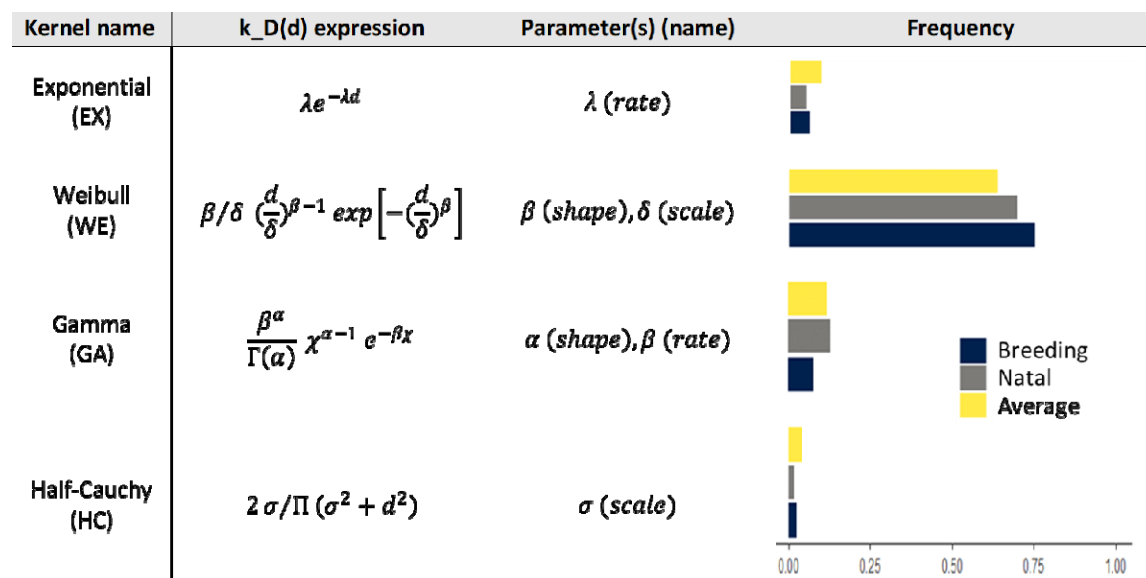 Kernel name k_D(d) expression Parameter(s) (name) Frequency
Exponential
(EX)
λe^{−λd}
λ (rate)
Weibull
(WE)
β/δ (d/δ)^{β−1} exp[−(d/δ)^β]
β (shape), δ (scale)
Gamma
(GA)
β^α/Γ(α) χ^{α−1} e^{−βχ}
α (shape), β (rate)
Breeding
Natal
Average
Half-Cauchy
(HC)
2 σ/Π (σ² + d²)
σ (scale)
0.00 0.25 0.50 0.75 1.00